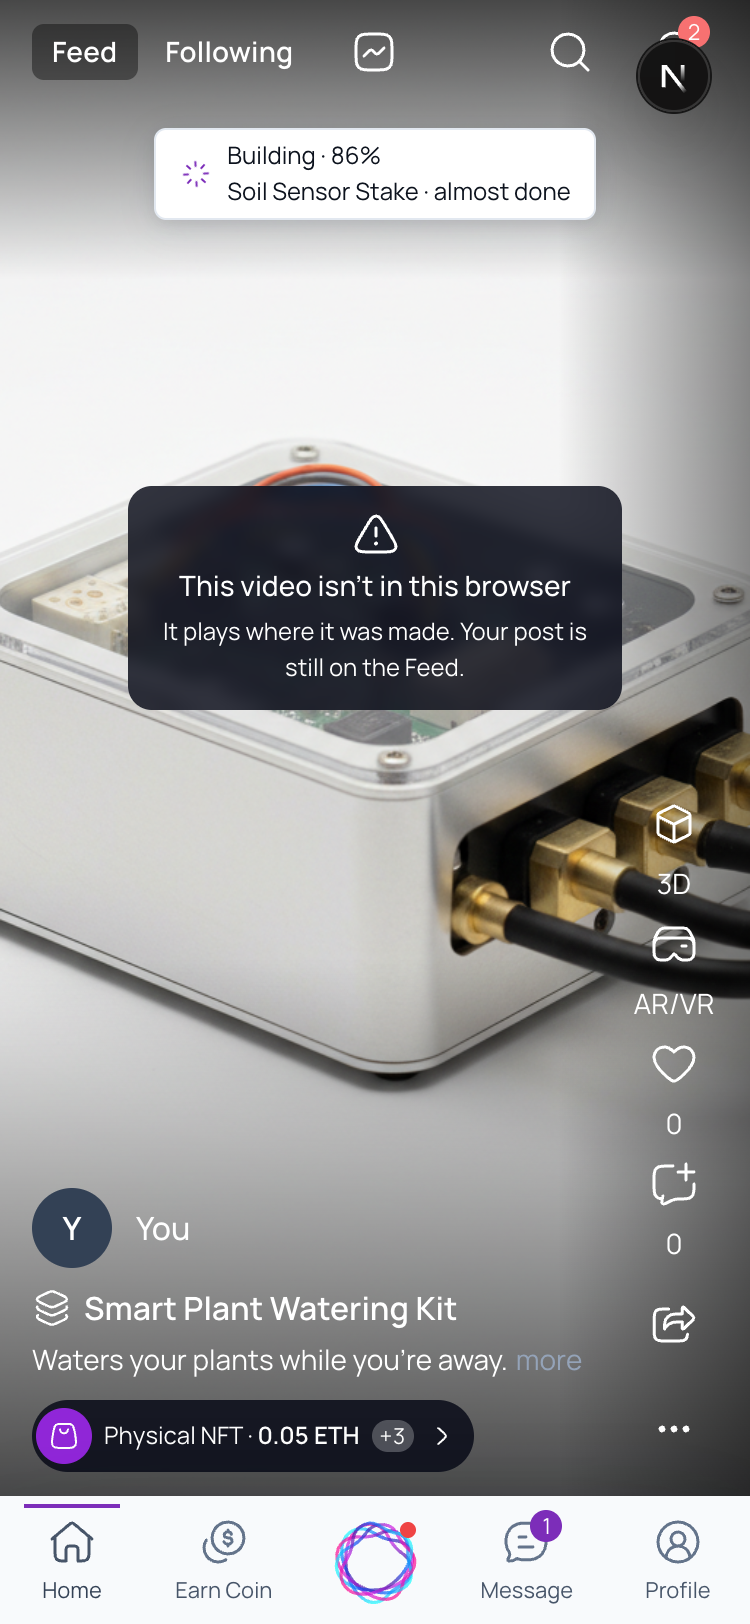 Feed
Following
2
N
Building · 86%
Soil Sensor Stake · almost done
This video isn't in this browser
It plays where it was made. Your post is
still on the Feed.
3D
AR/VR
0
0
Y
You
Smart Plant Watering Kit
Waters your plants while you're away. more
Physical NFT · 0.05 ETH +3
1
Home
Earn Coin
Message
Profile